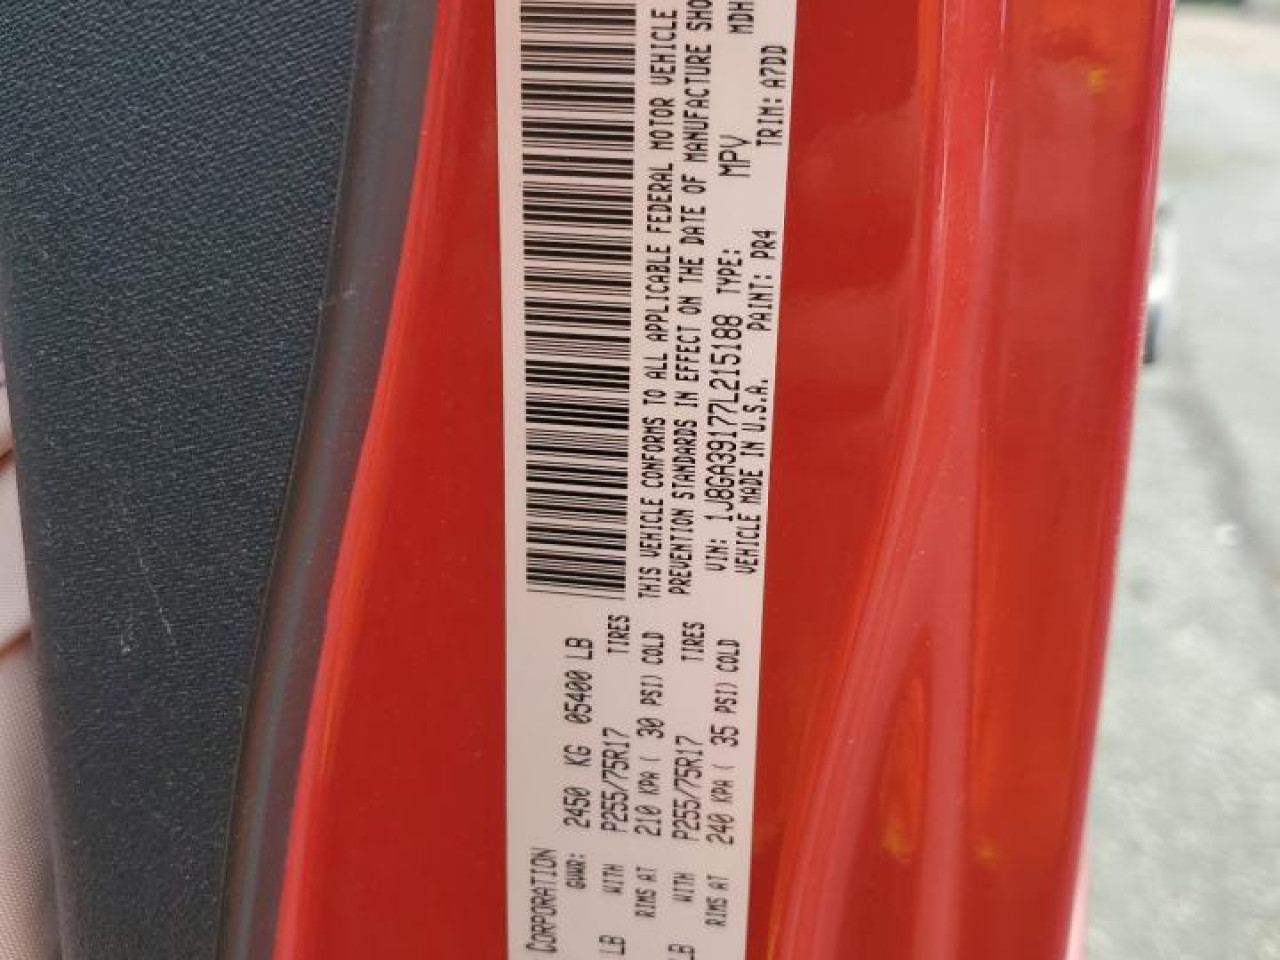 CORPORATION
GVWR: 2450 KG 05400 LB
LB WITH P255/75R17 TIRES
RIMS AT 210 KPA ( 30 PSI) COLD
LB WITH P255/75R17 TIRES
RIMS AT 240 KPA ( 35 PSI) COLD
THIS VEHICLE CONFORMS TO ALL APPLICABLE FEDERAL MOTOR VEHICLE
PREVENTION STANDARDS IN EFFECT ON THE DATE OF MANUFACTURE SHO
VIN: 1J8GA39177L215188 TYPE: MPV MDH
VEHICLE MADE IN U.S.A. PAINT: PR4 TRIM: A7DD